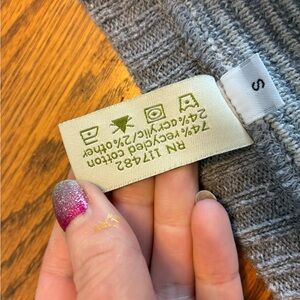 RN 117482
74% recycled cotton
24% acrylic/2% other
S